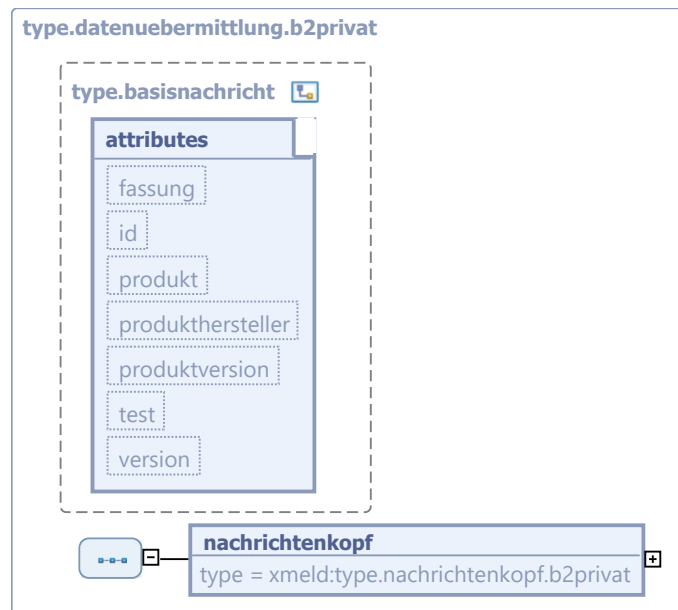 type.datenuebermittlung.b2privat
type.basisnachricht
attributes
fassung
id
produkt
produkthersteller
produktversion
test
version
nachrichtenkopf
type = xmeld:type.nachrichtenkopf.b2privat